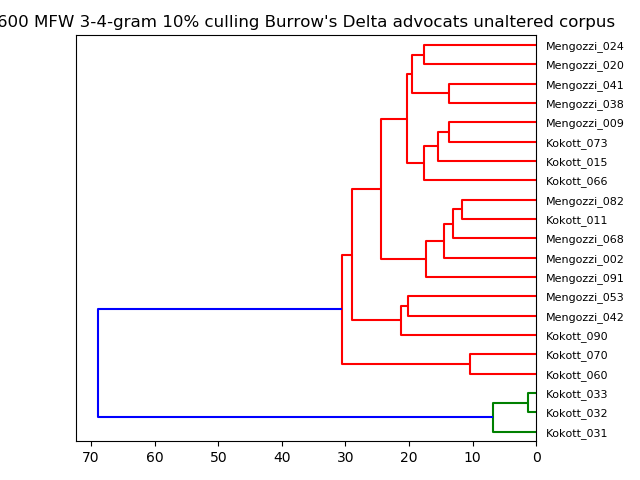 600 MFW 3-4-gram 10% culling Burrow's Delta advocats unaltered corpus
Mengozzi_024
Mengozzi_020
Mengozzi_041
Mengozzi_038
Mengozzi_009
Kokott_073
Kokott_015
Kokott_066
Mengozzi_082
Kokott_011
Mengozzi_068
Mengozzi_002
Mengozzi_091
Mengozzi_053
Mengozzi_042
Kokott_090
Kokott_070
Kokott_060
Kokott_033
Kokott_032
Kokott_031
70 60 50 40 30 20 10 0